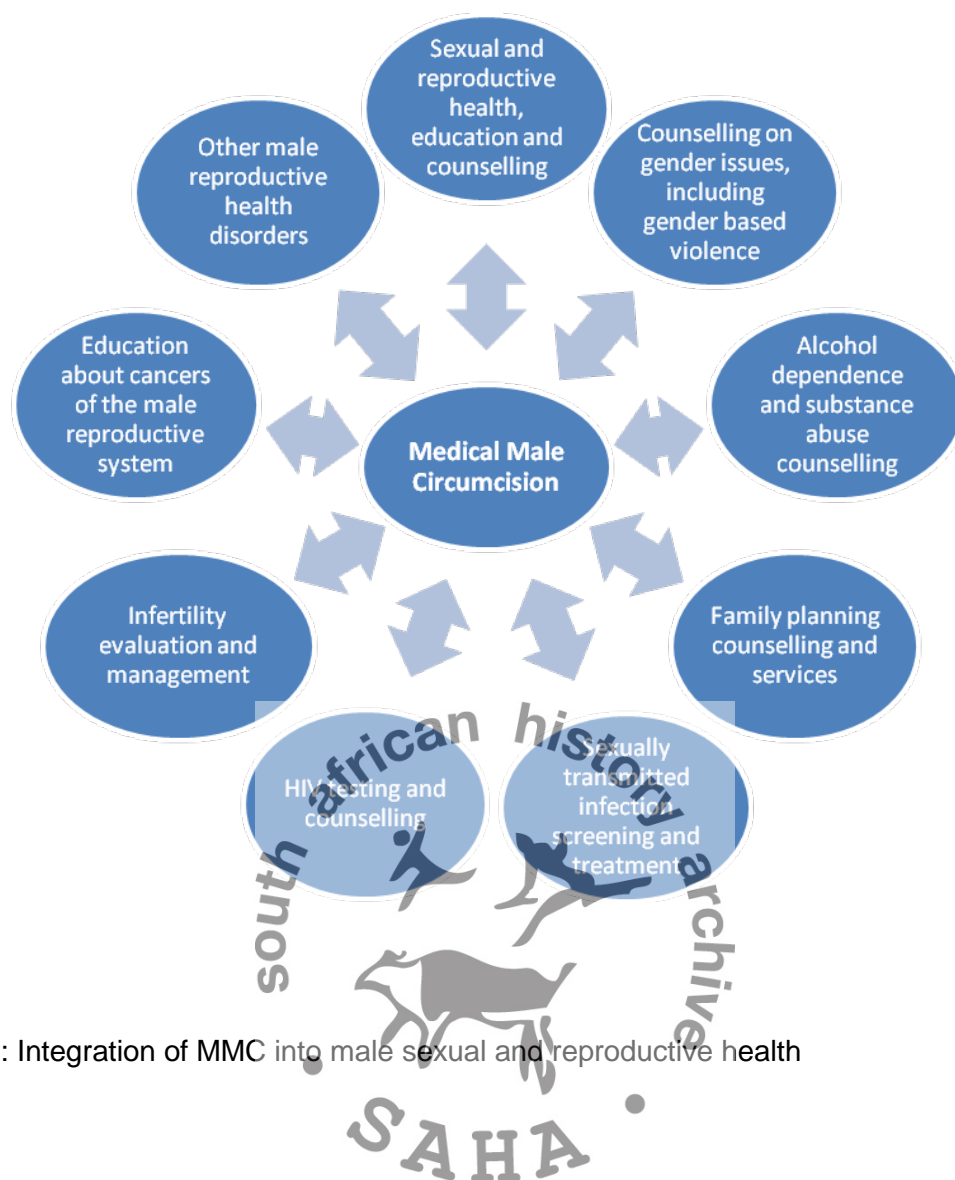 Sexual and
reproductive
health,
education and
counselling
Counselling on
gender issues,
including
gender based
violence
Alcohol
dependence
and substance
abuse
counselling
Family planning
counselling and
services
Sexually
transmitted
infection
screening and
treatment
HIV testing and
counselling
Infertility
evaluation and
management
Education
about cancers
of the male
reproductive
system
Other male
reproductive
health
disorders
Medical Male
Circumcision
: Integration of MMC into male sexual and reproductive health
south african history archive
• SAHA •